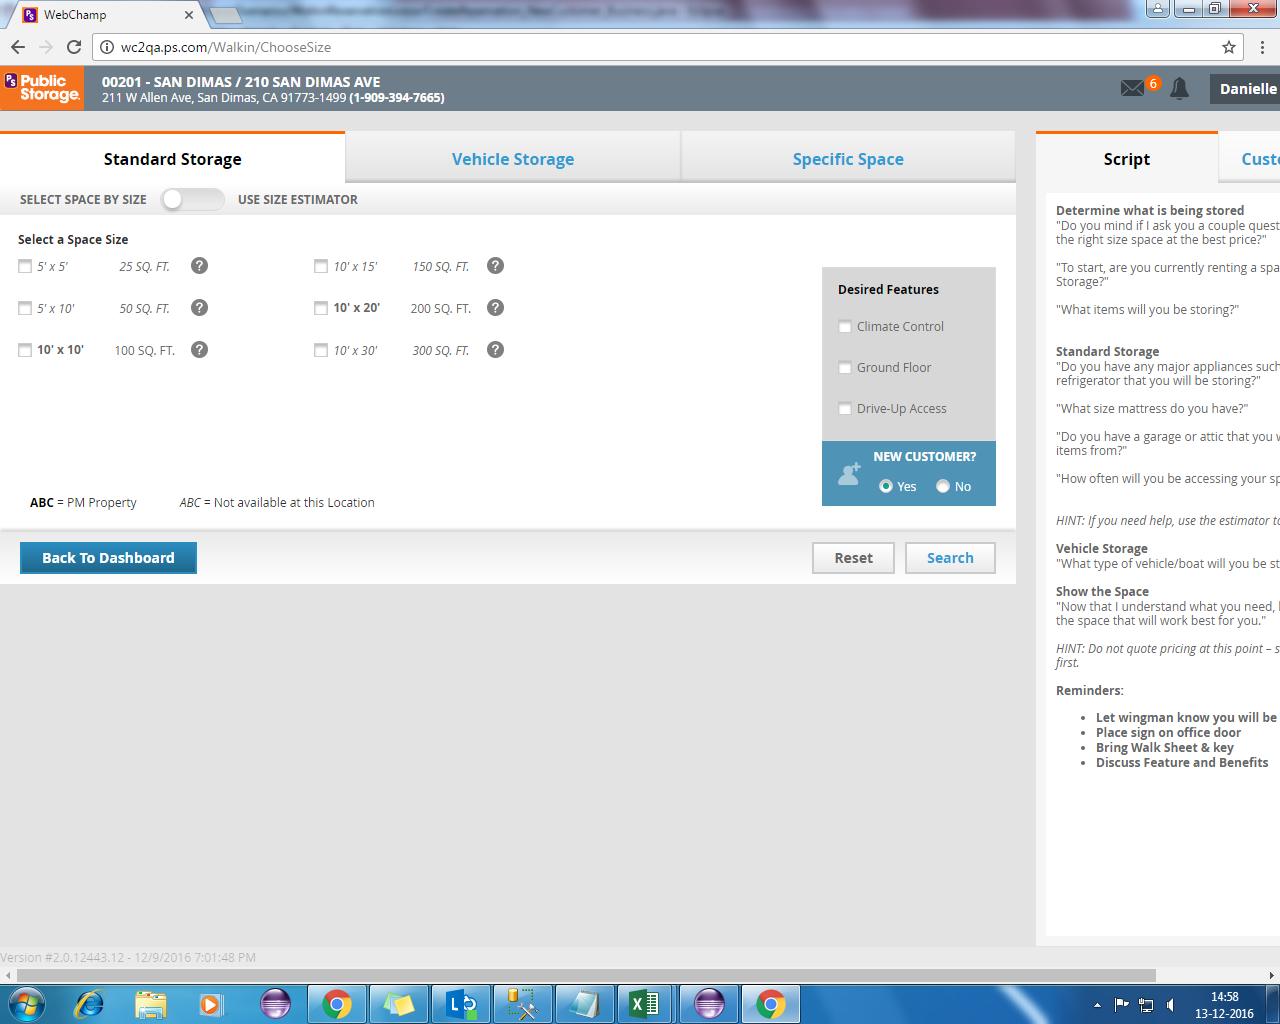 WebChamp
wc2qa.ps.com/Walkin/ChooseSize
PS Public Storage.
00201 - SAN DIMAS / 210 SAN DIMAS AVE
211 W Allen Ave, San Dimas, CA 91773-1499 (1-909-394-7665)
6
Danielle
Standard Storage
Vehicle Storage
Specific Space
SELECT SPACE BY SIZE
USE SIZE ESTIMATOR
Select a Space Size
5' x 5' 25 SQ. FT. ?
10' x 15' 150 SQ. FT. ?
5' x 10' 50 SQ. FT. ?
10' x 20' 200 SQ. FT. ?
10' x 10' 100 SQ. FT. ?
10' x 30' 300 SQ. FT. ?
Desired Features
Climate Control
Ground Floor
Drive-Up Access
NEW CUSTOMER?
Yes No
ABC = PM Property
ABC = Not available at this Location
Back To Dashboard
Reset
Search
Script
Custo
Determine what is being stored
"Do you mind if I ask you a couple quest
the right size space at the best price?"
"To start, are you currently renting a spa
Storage?"
"What items will you be storing?"
Standard Storage
"Do you have any major appliances such
refrigerator that you will be storing?"
"What size mattress do you have?"
"Do you have a garage or attic that you w
items from?"
"How often will you be accessing your sp
HINT: If you need help, use the estimator to
Vehicle Storage
"What type of vehicle/boat will you be st
Show the Space
"Now that I understand what you need, l
the space that will work best for you."
HINT: Do not quote pricing at this point – s
first.
Reminders:
• Let wingman know you will be
• Place sign on office door
• Bring Walk Sheet & key
• Discuss Feature and Benefits
Version #2.0.12443.12 - 12/9/2016 7:01:48 PM
14:58
13-12-2016